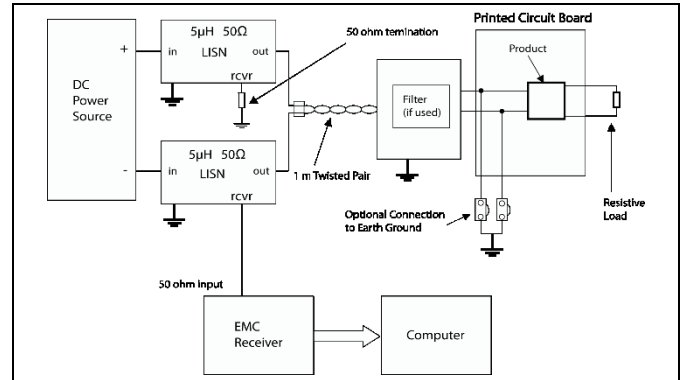 Printed Circuit Board
5µH 50Ω
50 ohm temination
+
in
LISN
out
Product
rcvr
DC
Power
Source
Filter
(if used)
5µH 50Ω
-
in
LISN
out
1 m Twisted Pair
rcvr
Optional Connection
to Earth Ground
Resistive
Load
50 ohm input
EMC
Receiver
Computer